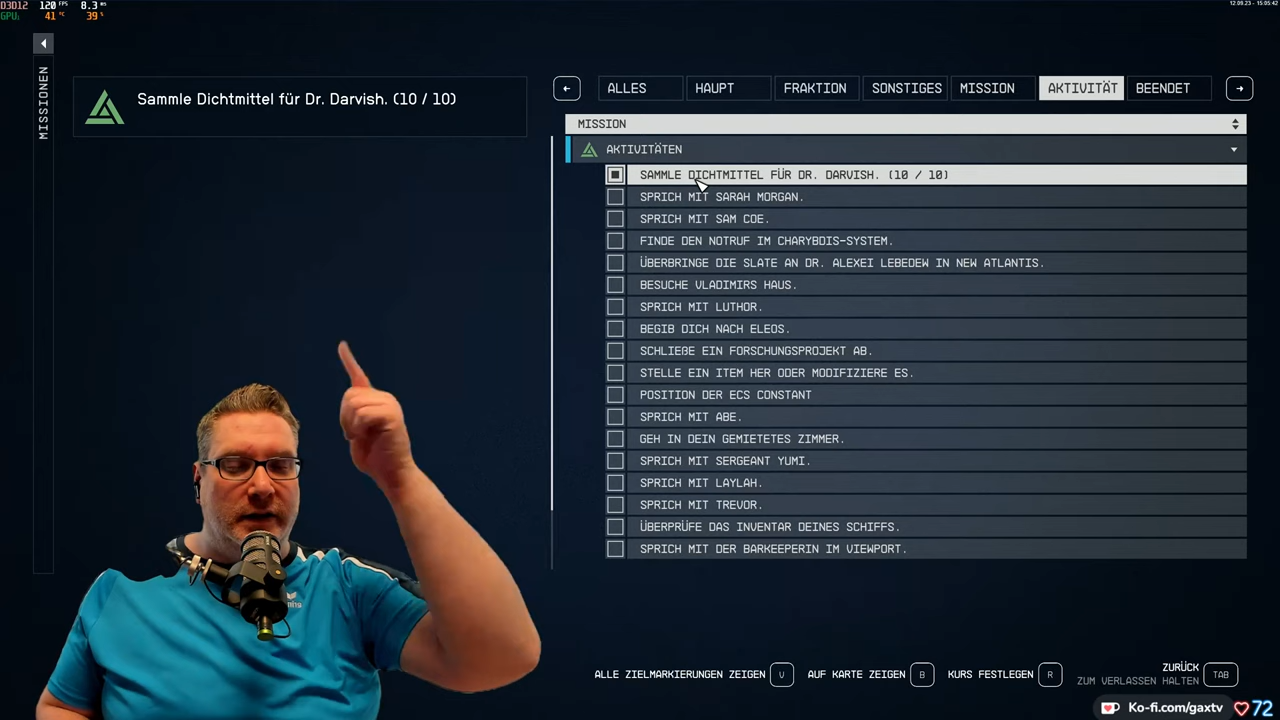 D3D12 120 FPS 8.3 ms
GPU 41 °C 39 %
12.09.23 - 15:05:42
MISSIONEN
Sammle Dichtmittel für Dr. Darvish. (10 / 10)
ALLES HAUPT FRAKTION SONSTIGES MISSION AKTIVITÄT BEENDET
MISSION
AKTIVITÄTEN
SAMMLE DICHTMITTEL FÜR DR. DARVISH. (10 / 10)
SPRICH MIT SARAH MORGAN.
SPRICH MIT SAM COE.
FINDE DEN NOTRUF IM CHARYBDIS-SYSTEM.
ÜBERBRINGE DIE SLATE AN DR. ALEXEI LEBEDEW IN NEW ATLANTIS.
BESUCHE VLADIMIRS HAUS.
SPRICH MIT LUTHOR.
BEGIB DICH NACH ELEOS.
SCHLIEẞE EIN FORSCHUNGSPROJEKT AB.
STELLE EIN ITEM HER ODER MODIFIZIERE ES.
POSITION DER ECS CONSTANT
SPRICH MIT ABE.
GEH IN DEIN GEMIETETES ZIMMER.
SPRICH MIT SERGEANT YUMI.
SPRICH MIT LAYLAH.
SPRICH MIT TREVOR.
ÜBERPRÜFE DAS INVENTAR DEINES SCHIFFS.
SPRICH MIT DER BARKEEPERIN IM VIEWPORT.
ALLE ZIELMARKIERUNGEN ZEIGEN V AUF KARTE ZEIGEN B KURS FESTLEGEN R ZURÜCK TAB
ZUM VERLASSEN HALTEN
Ko-fi.com/gaxtv 72